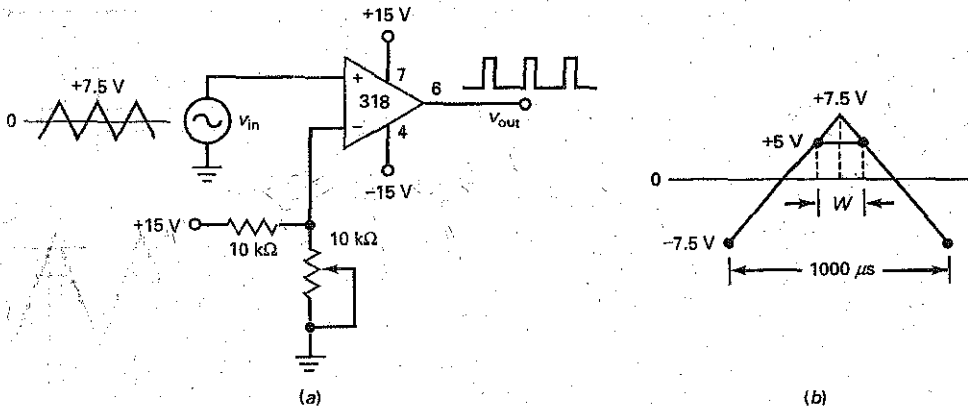 +15 V
+7.5 V
0
v_in
+
−
318
7
6
4
v_out
−15 V
+15 V
10 kΩ
10 kΩ
(a)
+7.5 V
+5 V
0
W
−7.5 V
1000 μs
(b)